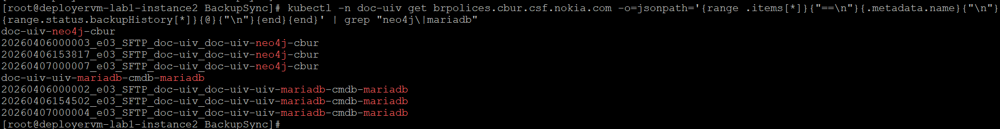 [root@deployervm-lab1-instance2 BackupSync]# kubectl -n doc-uiv get brpolices.cbur.csf.nokia.com -o=jsonpath='{range .items[*]}{"==\n"}{.metadata.name}{"\n"}
{range.status.backupHistory[*]}{@}{"\n"}{end}{end}' | grep "neo4j\|mariadb"
doc-uiv-neo4j-cbur
20260406000003_e03_SFTP_doc-uiv_doc-uiv-neo4j-cbur
20260406153817_e03_SFTP_doc-uiv_doc-uiv-neo4j-cbur
20260407000007_e03_SFTP_doc-uiv_doc-uiv-neo4j-cbur
doc-uiv-uiv-mariadb-cmdb-mariadb
20260406000002_e03_SFTP_doc-uiv_doc-uiv-uiv-mariadb-cmdb-mariadb
20260406154502_e03_SFTP_doc-uiv_doc-uiv-uiv-mariadb-cmdb-mariadb
20260407000004_e03_SFTP_doc-uiv_doc-uiv-uiv-mariadb-cmdb-mariadb
[root@deployervm-lab1-instance2 BackupSync]#